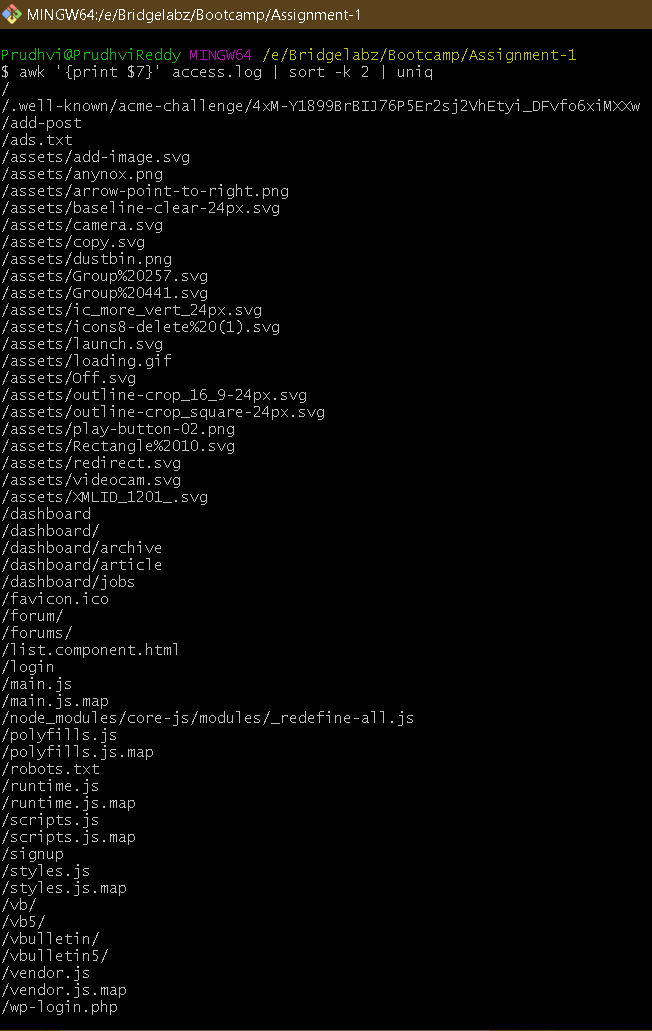 MINGW64:/e/Bridgelabz/Bootcamp/Assignment-1
Prudhvi@PrudhviReddy MINGW64 /e/Bridgelabz/Bootcamp/Assignment-1
$ awk '{print $7}' access.log | sort -k 2 | uniq
/
/.well-known/acme-challenge/4xM-Y1899BrBIJ76P5Er2sj2VhEtyi_DFvfo6xiMXXw
/add-post
/ads.txt
/assets/add-image.svg
/assets/anynox.png
/assets/arrow-point-to-right.png
/assets/baseline-clear-24px.svg
/assets/camera.svg
/assets/copy.svg
/assets/dustbin.png
/assets/Group%20257.svg
/assets/Group%20441.svg
/assets/ic_more_vert_24px.svg
/assets/icons8-delete%20(1).svg
/assets/launch.svg
/assets/loading.gif
/assets/Off.svg
/assets/outline-crop_16_9-24px.svg
/assets/outline-crop_square-24px.svg
/assets/play-button-02.png
/assets/Rectangle%2010.svg
/assets/redirect.svg
/assets/videocam.svg
/assets/XMLID_1201_.svg
/dashboard
/dashboard/
/dashboard/archive
/dashboard/article
/dashboard/jobs
/favicon.ico
/forum/
/forums/
/list.component.html
/login
/main.js
/main.js.map
/node_modules/core-js/modules/_redefine-all.js
/polyfills.js
/polyfills.js.map
/robots.txt
/runtime.js
/runtime.js.map
/scripts.js
/scripts.js.map
/signup
/styles.js
/styles.js.map
/vb/
/vb5/
/vbulletin/
/vbulletin5/
/vendor.js
/vendor.js.map
/wp-login.php